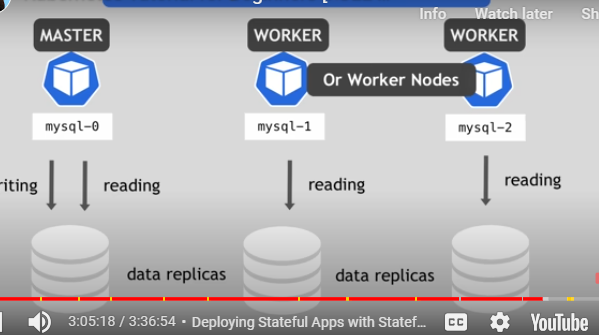 Info Watch later Sh
MASTER WORKER WORKER
Or Worker Nodes
mysql-0 mysql-1 mysql-2
riting reading reading reading
data replicas data replicas
3:05:18 / 3:36:54 • Deploying Stateful Apps with Statef... CC YouTube